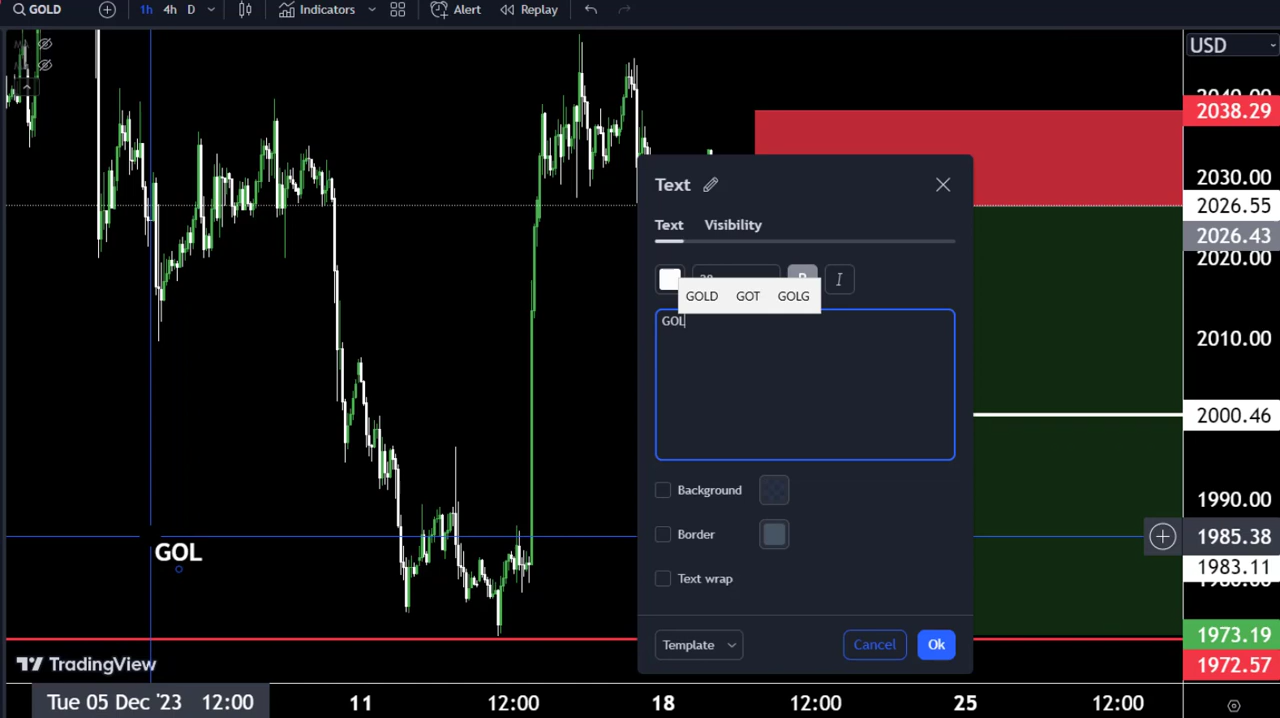 GOLD 1h 4h D Indicators Alert Replay
USD
2038.29
2030.00
2026.55
2026.43
2020.00
2010.00
2000.46
1990.00
1985.38
1983.11
1973.19
1972.57
Text
Text Visibility
GOLD GOT GOLG
GOL
Background
Border
Text wrap
Template Cancel Ok
GOL
TradingView
Tue 05 Dec '23 12:00 11 12:00 18 12:00 25 12:00